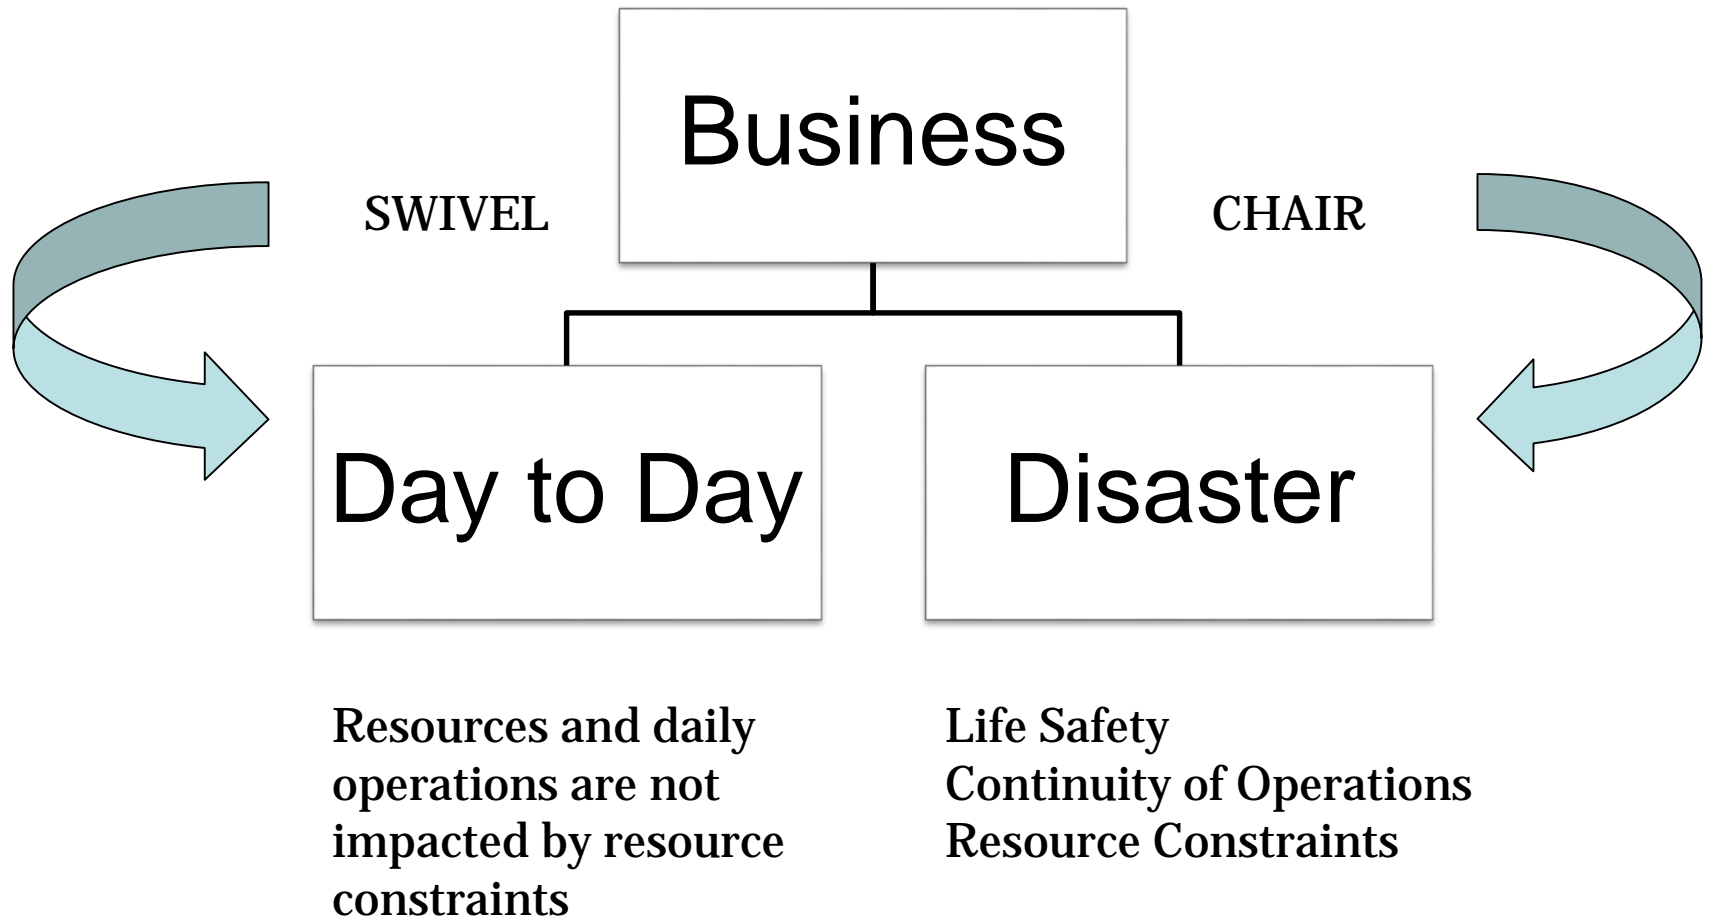 Business
SWIVEL
CHAIR
Day to Day
Disaster
Resources and daily
operations are not
impacted by resource
constraints
Life Safety
Continuity of Operations
Resource Constraints